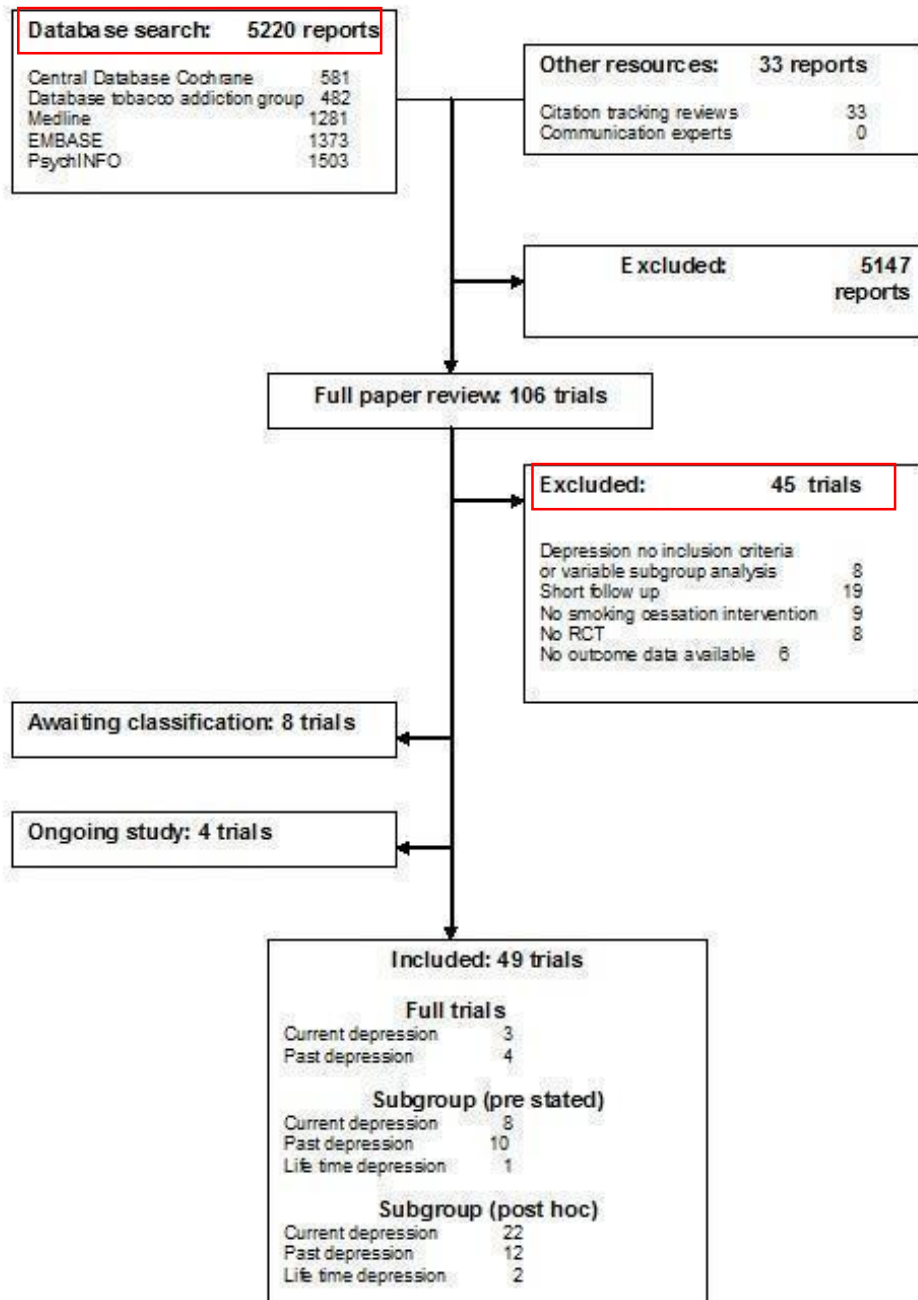 Database search: 5220 reports
Central Database Cochrane 581
Database tobacco addiction group 482
Medline 1281
EMBASE 1373
PsychINFO 1503
Other resources: 33 reports
Citation tracking reviews 33
Communication experts 0
Excluded: 5147
reports
Full paper review: 106 trials
Excluded: 45 trials
Depression no inclusion criteria
or variable subgroup analysis 8
Short follow up 19
No smoking cessation intervention 9
No RCT 8
No outcome data available 6
Awaiting classification: 8 trials
Ongoing study: 4 trials
Included: 49 trials
Full trials
Current depression 3
Past depression 4
Subgroup (pre stated)
Current depression 8
Past depression 10
Life time depression 1
Subgroup (post hoc)
Current depression 22
Past depression 12
Life time depression 2